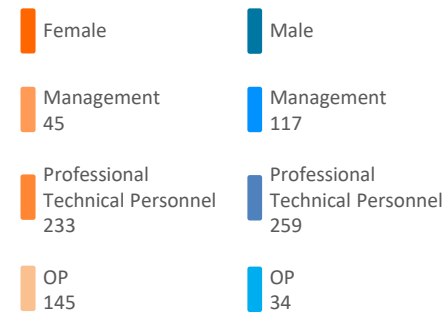 Female
Male
Management
45
Management
117
Professional
Technical Personnel
233
Professional
Technical Personnel
259
OP
145
OP
34